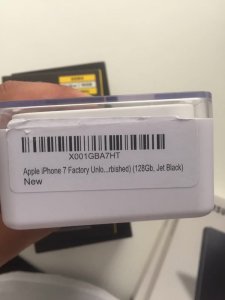 X001GBA7HT
Apple iPhone 7 Factory Unlo...rbished) (128Gb, Jet Black)
New